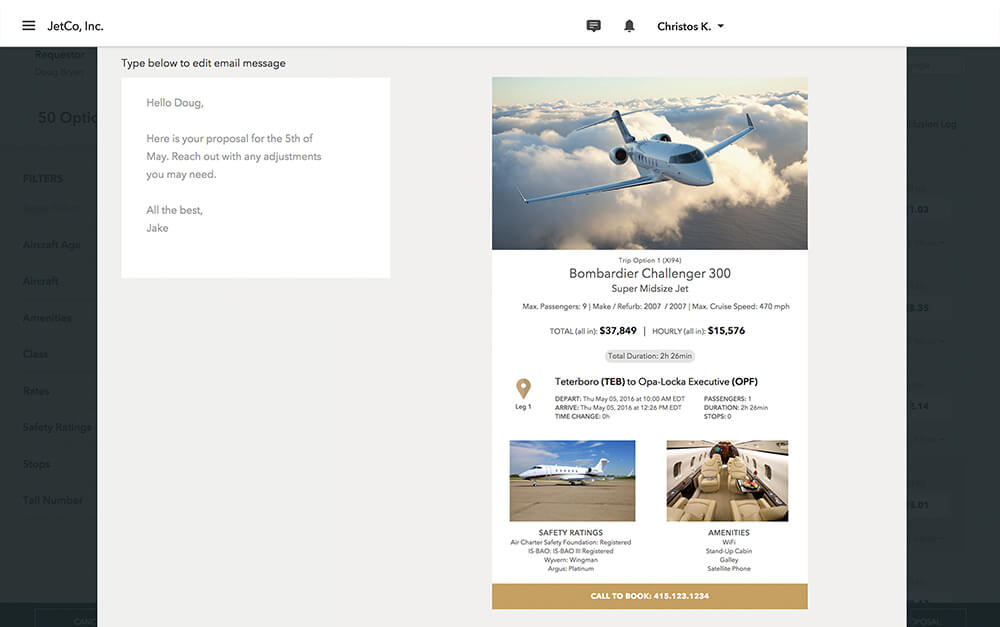 JetCo, Inc.
Christos K.
Requestor
Doug Bryan
50 Optio
FILTERS
Aircraft Age
Aircraft
Amenities
Class
Rates
Safety Ratings
Stops
Tail Number
Type below to edit email message
Hello Doug,
Here is your proposal for the 5th of
May. Reach out with any adjustments
you may need.
All the best,
Jake
Trip Option 1 (XJ94)
Bombardier Challenger 300
Super Midsize Jet
Max. Passengers: 9 | Make / Refurb: 2007 / 2007 | Max. Cruise Speed: 470 mph
TOTAL (all in): $37,849 | HOURLY (all in): $15,576
Total Duration: 2h 26min
Leg 1
Teterboro (TEB) to Opa-Locka Executive (OPF)
DEPART: Thu May 05, 2016 at 10:00 AM EDT
ARRIVE: Thu May 05, 2016 at 12:26 PM EDT
TIME CHANGE: 0h
PASSENGERS: 1
DURATION: 2h 26min
STOPS: 0
SAFETY RATINGS
Air Charter Safety Foundation: Registered
IS-BAO: IS-BAO III Registered
Wyvern: Wingman
Argus: Platinum
AMENITIES
WiFi
Stand-Up Cabin
Galley
Satellite Phone
CALL TO BOOK: 415.123.1234
clusion Log
1.03
8.35
5.14
5.01
CANC
OPOSAL